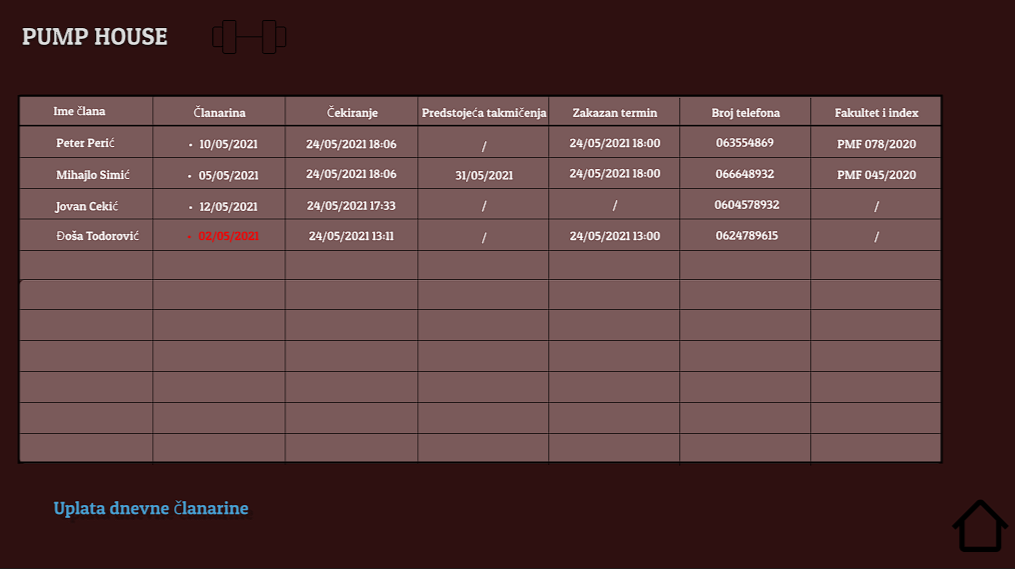 PUMP HOUSE
Ime člana Članarina Čekiranje Predstojeća takmičenja Zakazan termin Broj telefona Fakultet i index
Peter Perić • 10/05/2021 24/05/2021 18:06 / 24/05/2021 18:00 063554869 PMF 078/2020
Mihajlo Simić • 05/05/2021 24/05/2021 18:06 31/05/2021 24/05/2021 18:00 066648932 PMF 045/2020
Jovan Cekić • 12/05/2021 24/05/2021 17:33 / / 0604578932 /
Đoša Todorović • 02/05/2021 24/05/2021 13:11 / 24/05/2021 13:00 0624789615 /
Uplata dnevne članarine